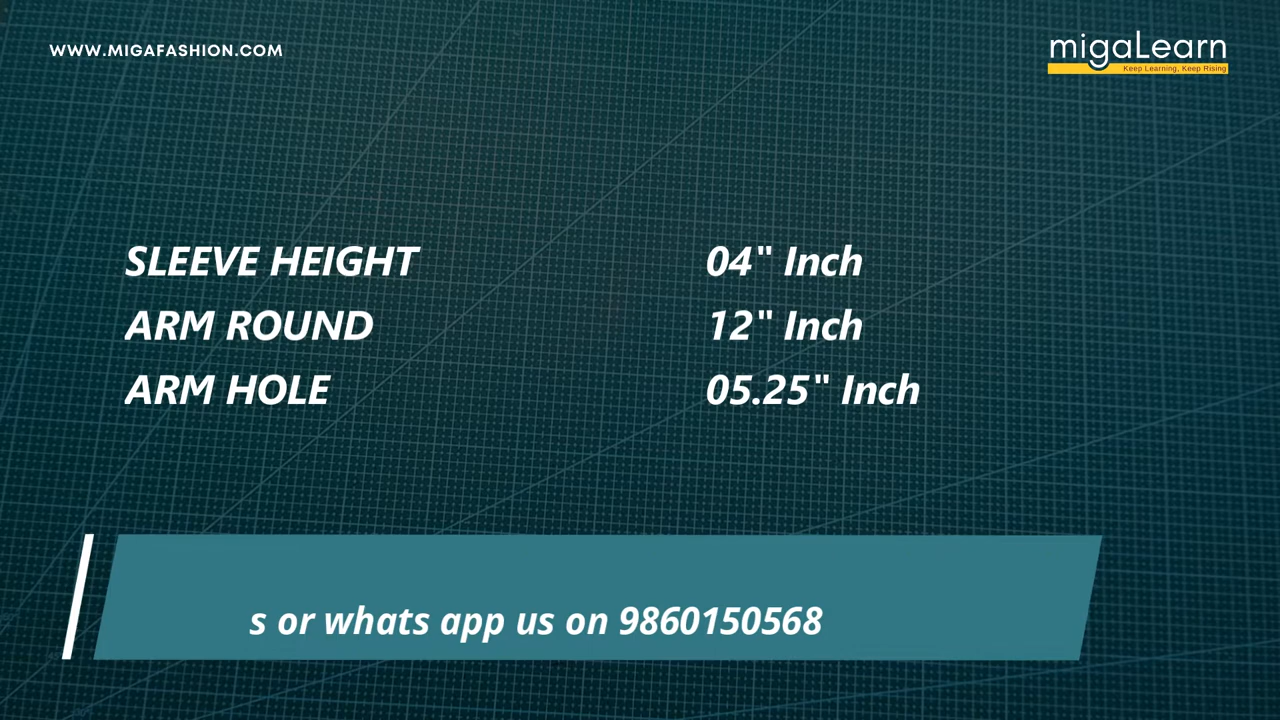 WWW.MIGAFASHION.COM
migaLearn
Keep Learning, Keep Rising
SLEEVE HEIGHT 04" Inch
ARM ROUND 12" Inch
ARM HOLE 05.25" Inch
s or whats app us on 9860150568